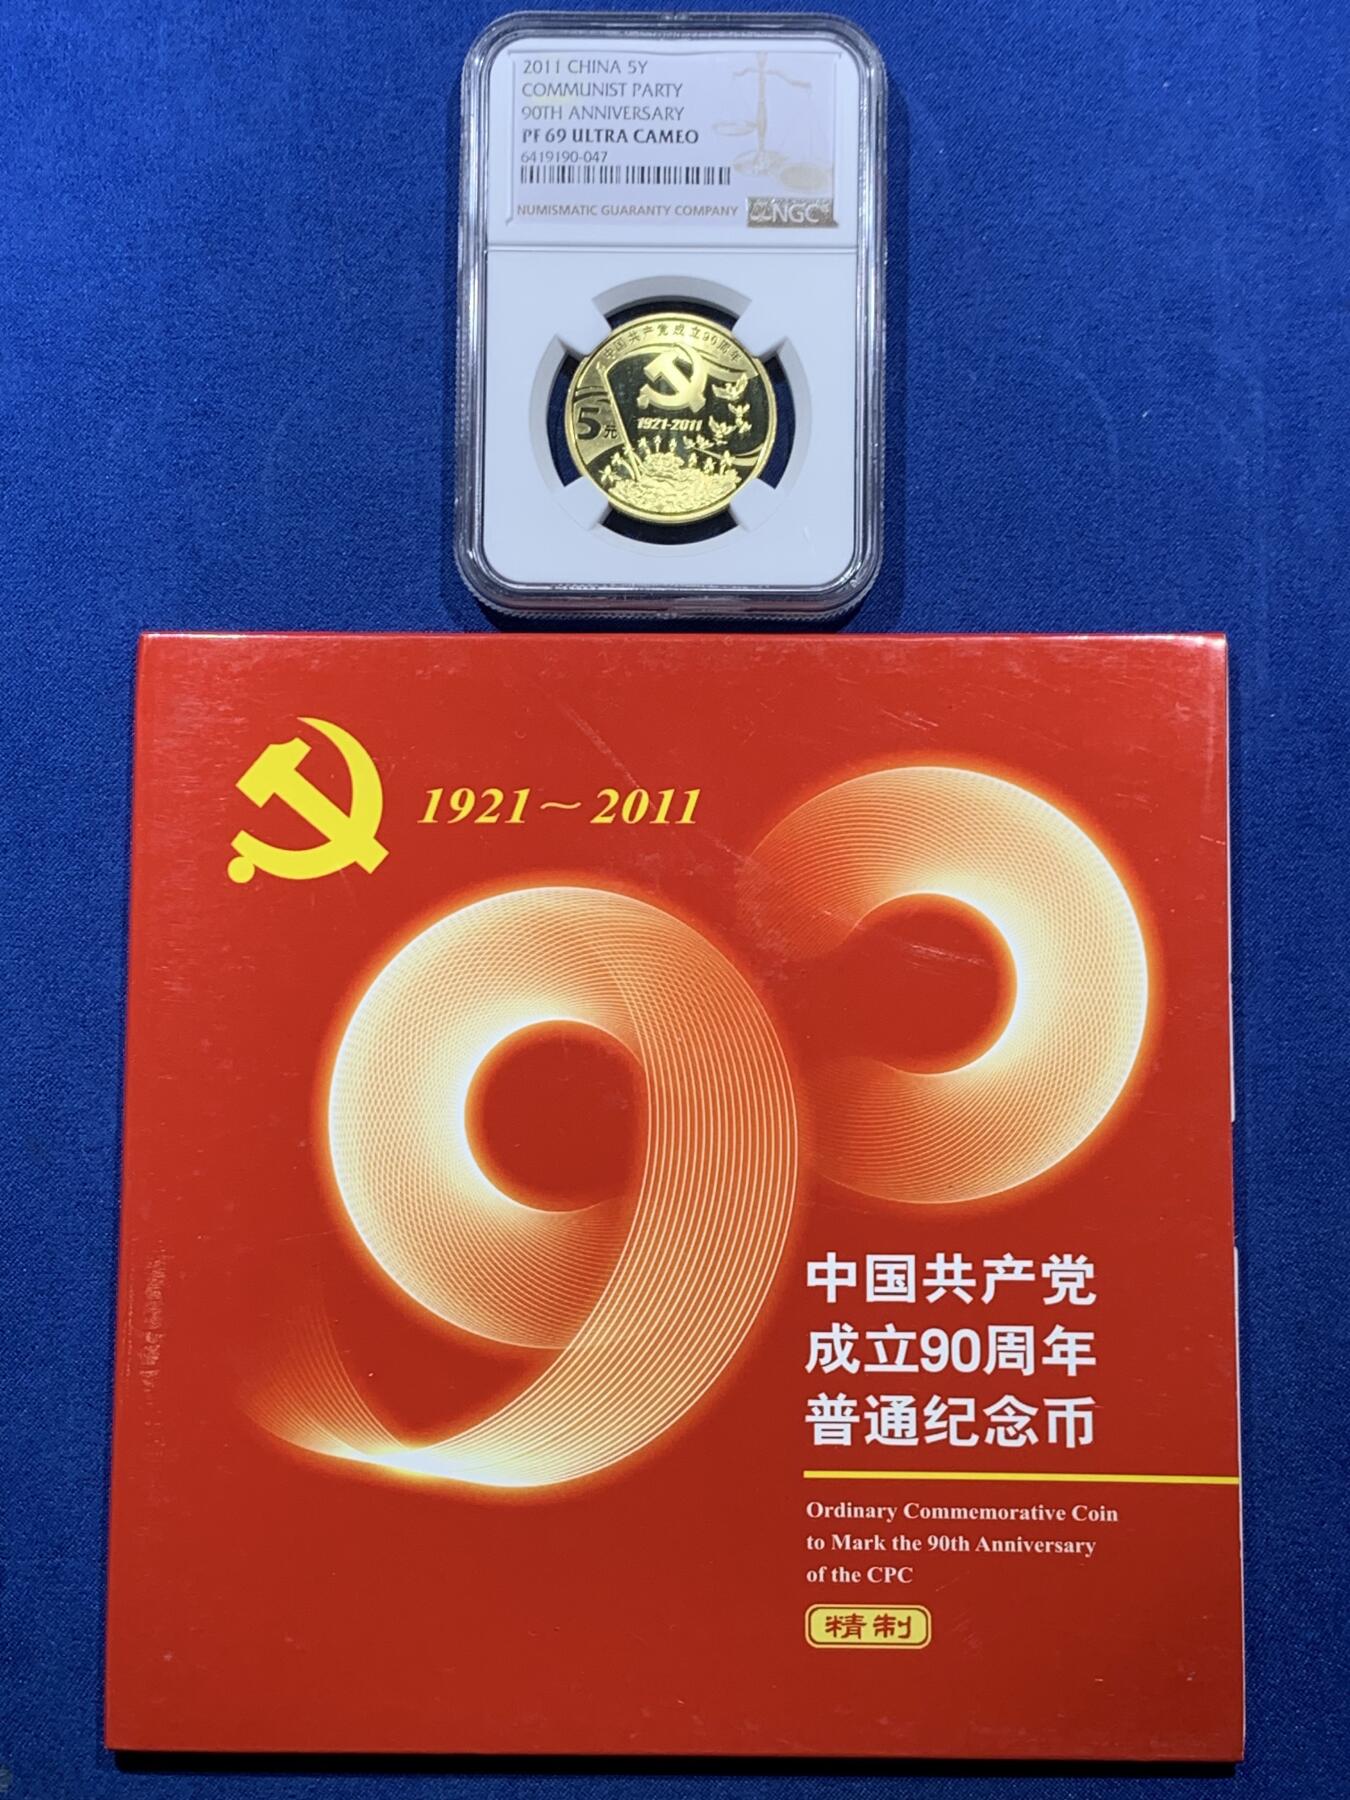 2011 CHINA 5Y
COMMUNIST PARTY
90TH ANNIVERSARY
PF 69 ULTRA CAMEO
6419190-047
NUMISMATIC GUARANTY COMPANY
NGC
中国共产党成立90周年
5元
1921-2011
1921～2011
90
中国共产党
成立90周年
普通纪念币
Ordinary Commemorative Coin
to Mark the 90th Anniversary
of the CPC
精制